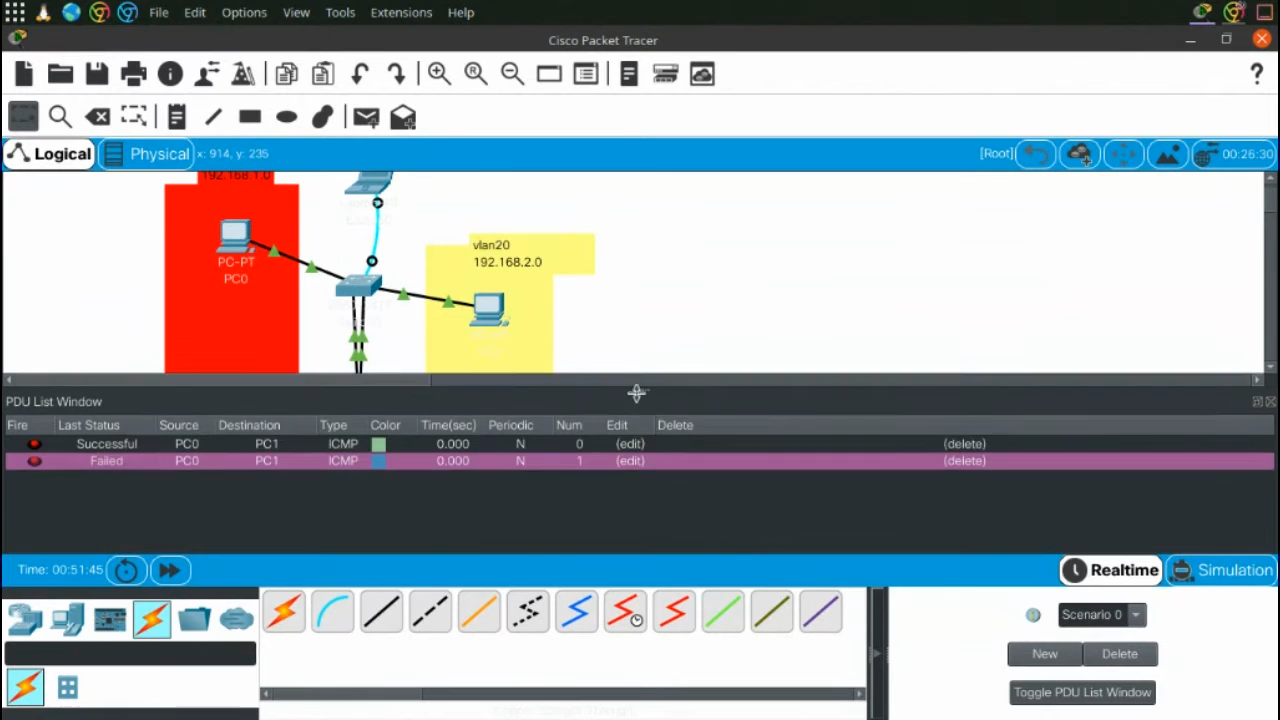 File Edit Options View Tools Extensions Help
Cisco Packet Tracer
?
Logical Physical x: 914, y: 235 [Root] 00:26:30
192.168.1.0
vlan20
192.168.2.0
PC-PT
PC0
PDU List Window
Fire Last Status Source Destination Type Color Time(sec) Periodic Num Edit Delete
Successful PC0 PC1 ICMP 0.000 N 0 (edit) (delete)
Failed PC0 PC1 ICMP 0.000 N 1 (edit) (delete)
Time: 00:51:45 Realtime Simulation
Scenario 0
New Delete
Toggle PDU List Window